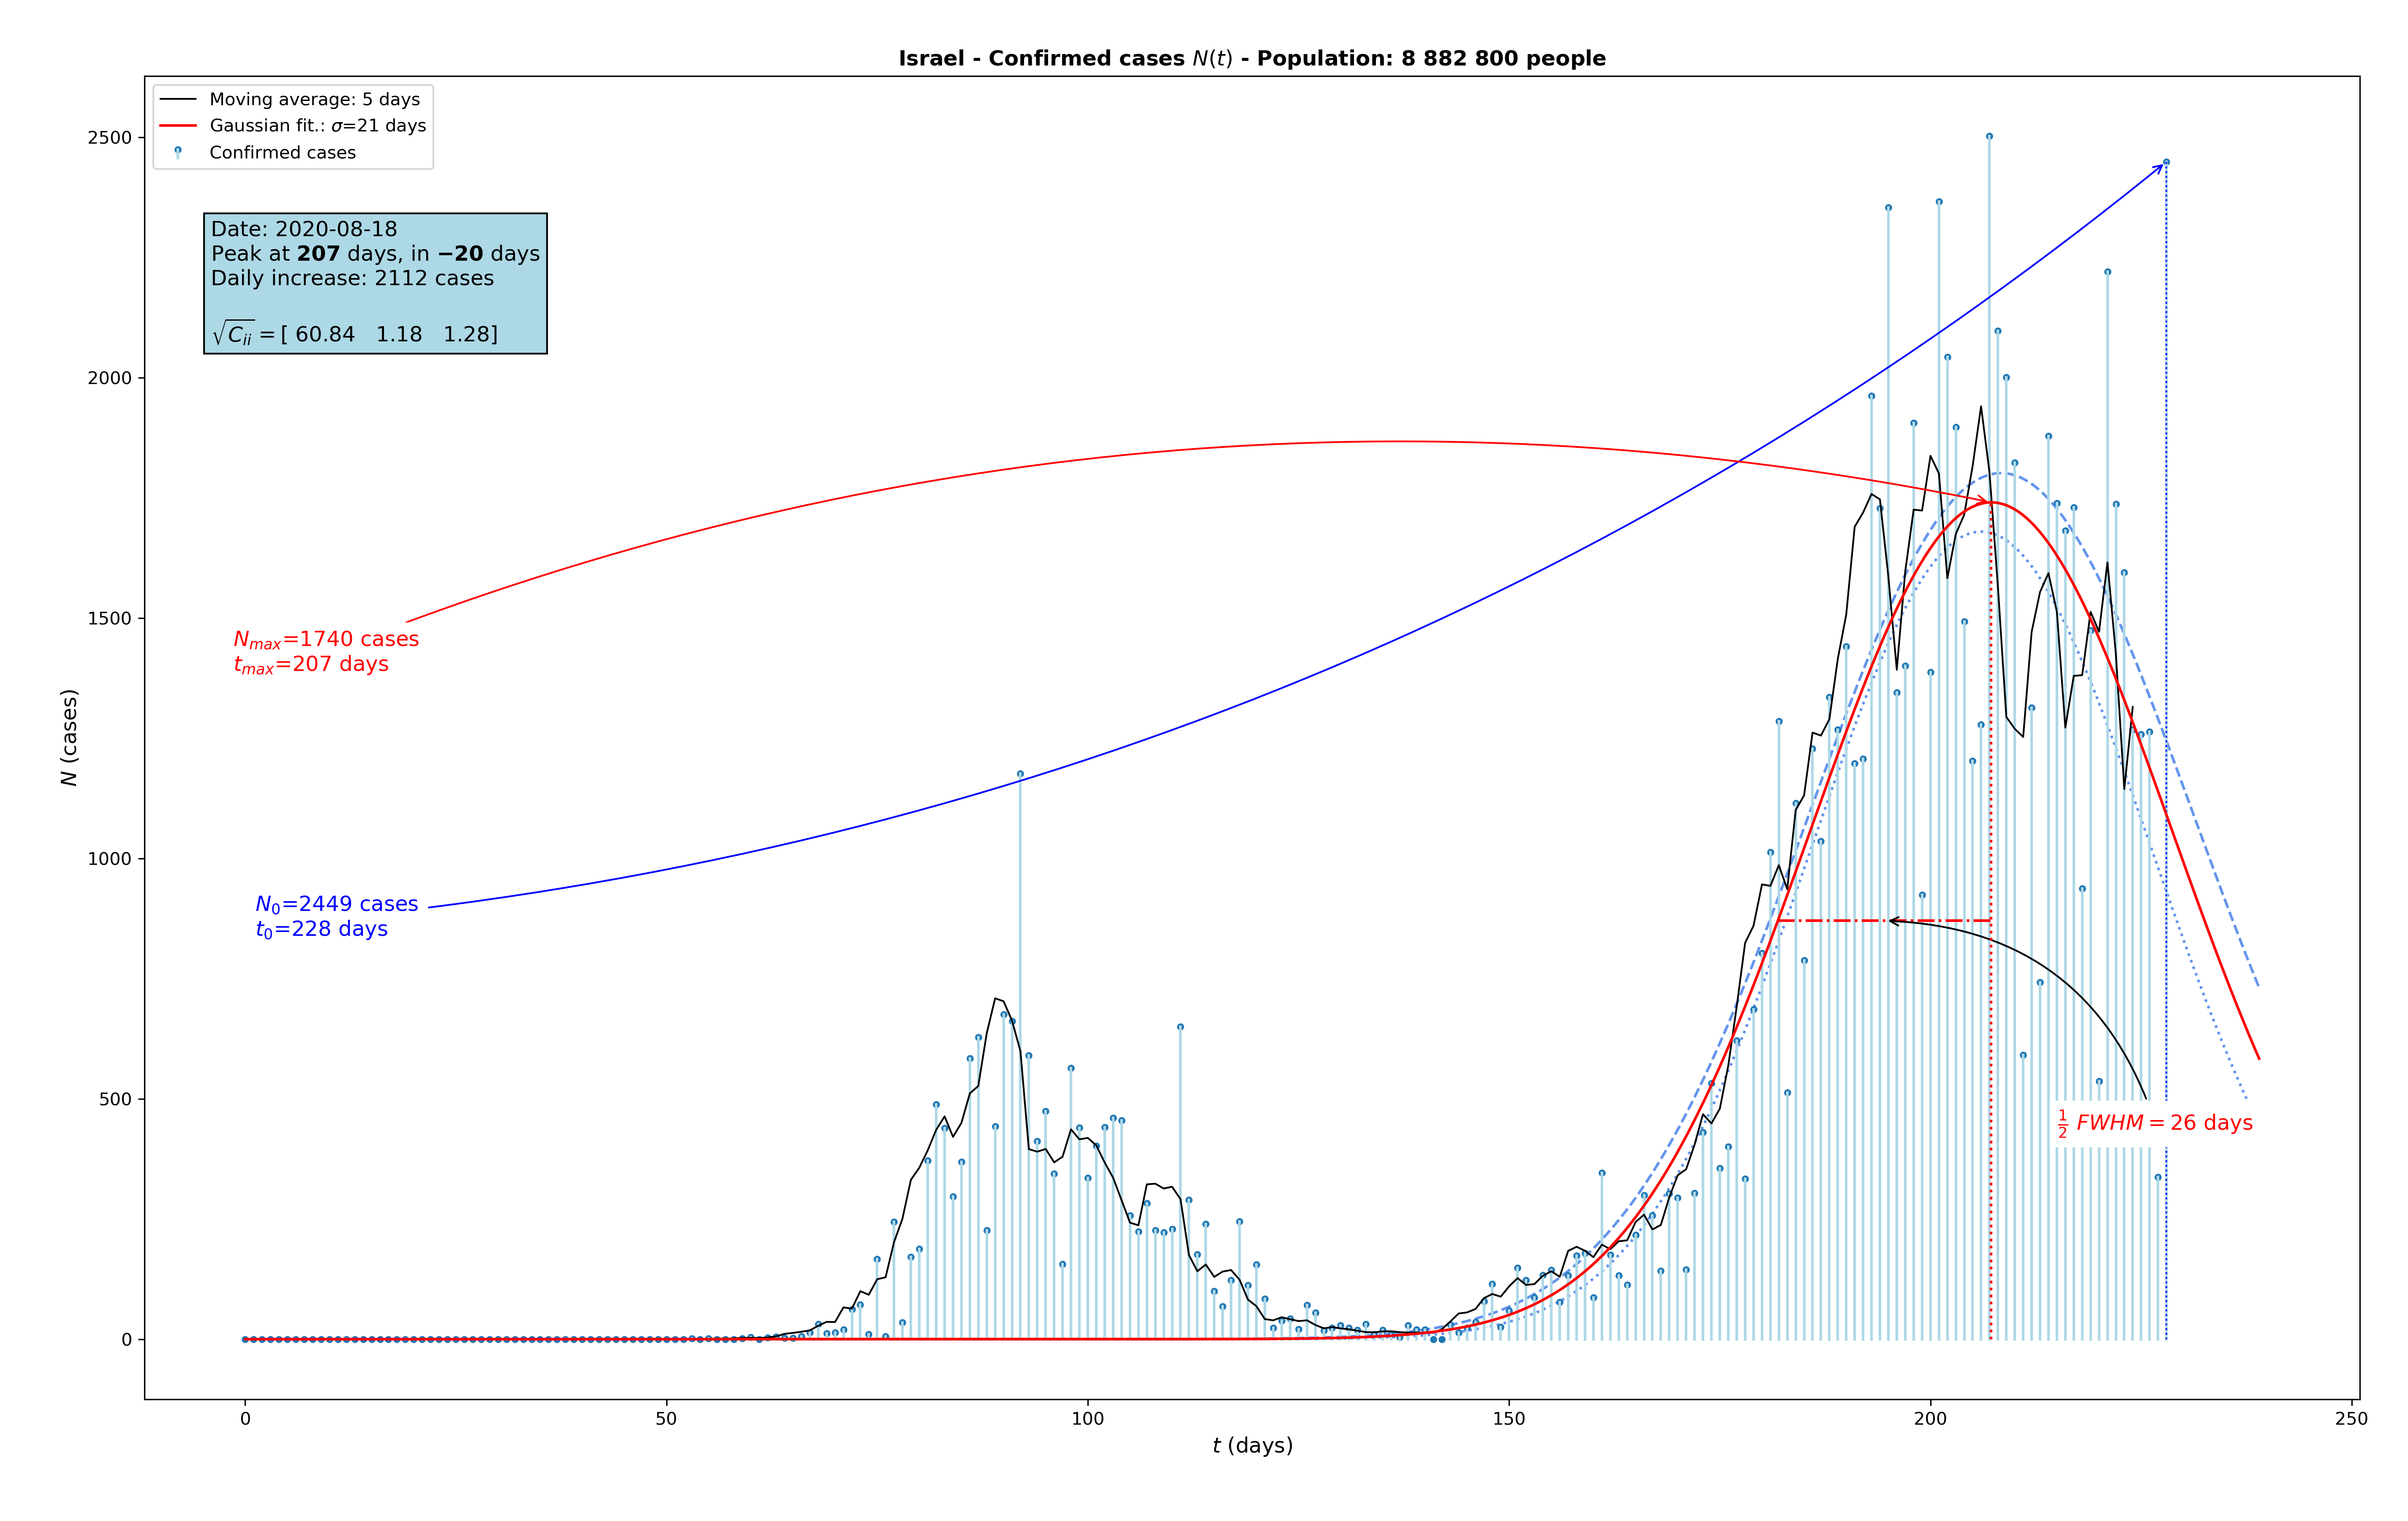 Israel - Confirmed cases N(t) - Population: 8 882 800 people
Moving average: 5 days
Gaussian fit.: σ=21 days
Confirmed cases
Date: 2020-08-18
Peak at 207 days, in −20 days
Daily increase: 2112 cases
√Cᵢᵢ = [ 60.84 1.18 1.28]
N_max=1740 cases
t_max=207 days
N₀=2449 cases
t₀=228 days
½ FWHM = 26 days
N (cases)
2500
2000
1500
1000
500
0
0 50 100 150 200 250
t (days)